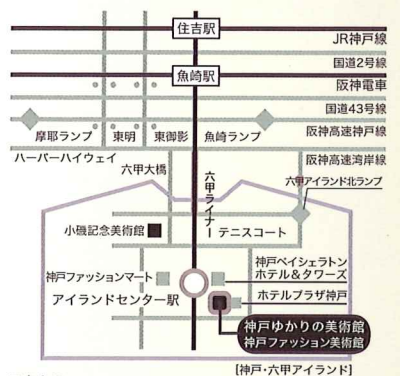 住吉駅
JR神戸線
国道2号線
魚崎駅
阪神電車
国道43号線
摩耶ランプ
東明
東御影
魚崎ランプ
阪神高速神戸線
ハーバーハイウェイ
阪神高速湾岸線
六甲大橋
六甲ライナー
六甲アイランド北ランプ
小磯記念美術館
テニスコート
神戸ベイシェラトン
ホテル&タワーズ
神戸ファッションマート
アイランドセンター駅
ホテルプラザ神戸
神戸ゆかりの美術館
神戸ファッション美術館
[神戸・六甲アイランド]